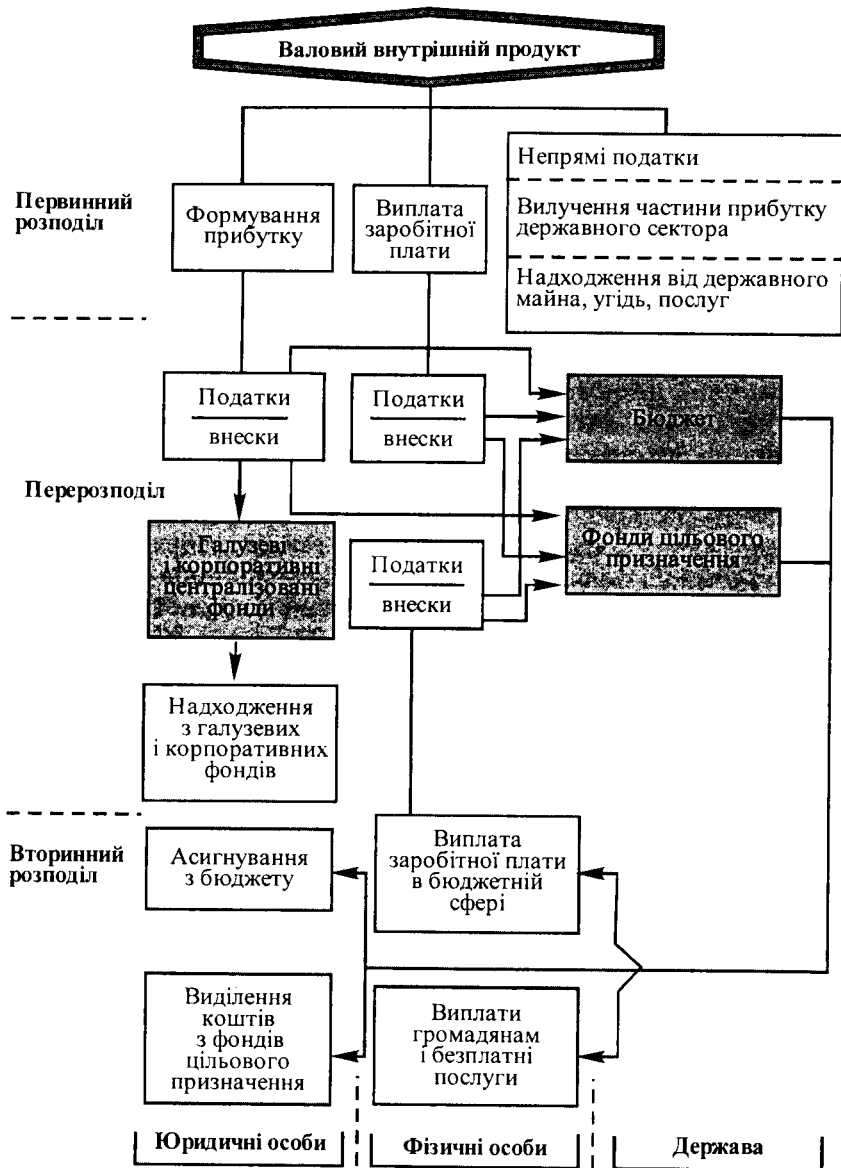 Валовий внутрішній продукт
Непрямі податки
Вилучення частини прибутку
державного сектора
Надходження від державного
майна, угідь, послуг
Первинний
розподіл
Формування
прибутку
Виплата
заробітної
плати
Податки
внески
Податки
внески
Бюджет
Перерозподіл
Галузеві
і корпоративні
централізовані
фонди
Податки
внески
Фонди цільового
призначення
Надходження
з галузевих
і корпоративних
фондів
Вторинний
розподіл
Асигнування
з бюджету
Виплата
заробітної плати
в бюджетній
сфері
Виділення
коштів
з фондів
цільового
призначення
Виплати
громадянам
і безплатні
послуги
Юридичні особи
Фізичні особи
Держава